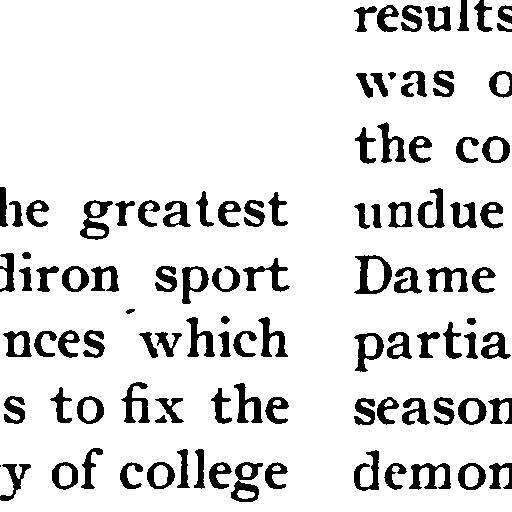 he greatest
diron sport
nces which
s to fix the
y of college
results
was o
the co
undue
Dame
partia
season
demon